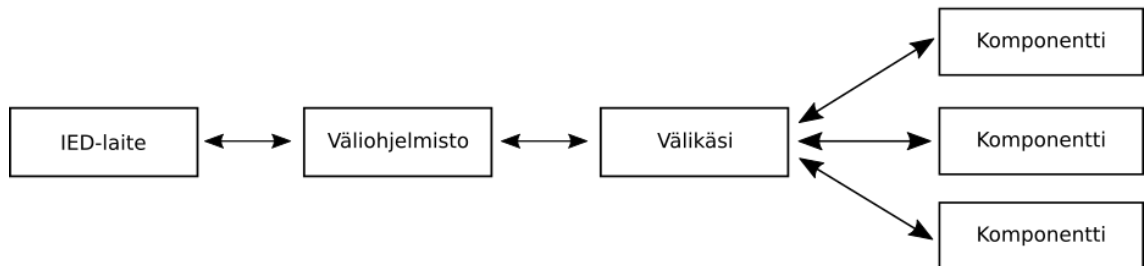 Komponentti
IED-laite
Väliohjelmisto
Välikäsi
Komponentti
Komponentti